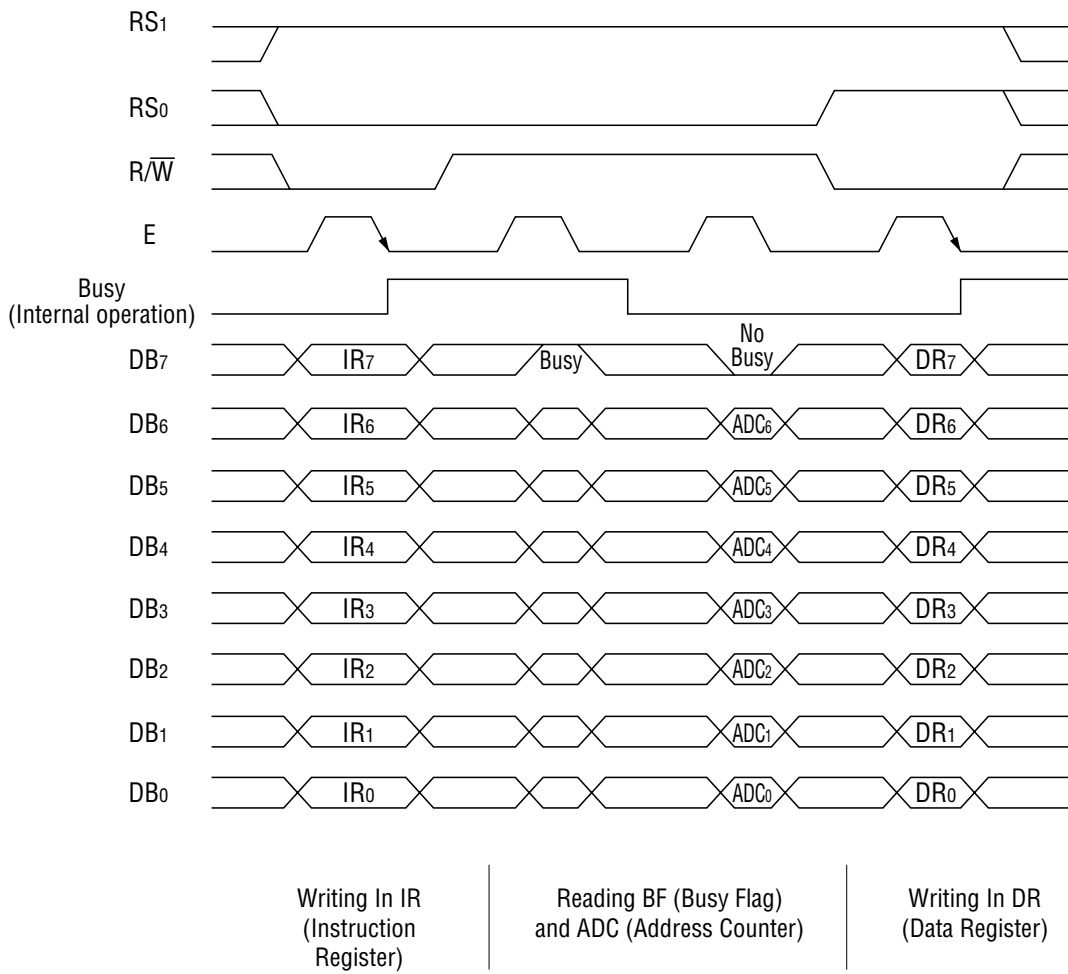 RS1
RS0
R/W̅
E
Busy
(Internal operation)
No
DB7 IR7 Busy Busy DR7
DB6 IR6 ADC6 DR6
DB5 IR5 ADC5 DR5
DB4 IR4 ADC4 DR4
DB3 IR3 ADC3 DR3
DB2 IR2 ADC2 DR2
DB1 IR1 ADC1 DR1
DB0 IR0 ADC0 DR0
Writing In IR
(Instruction
Register)
Reading BF (Busy Flag)
and ADC (Address Counter)
Writing In DR
(Data Register)